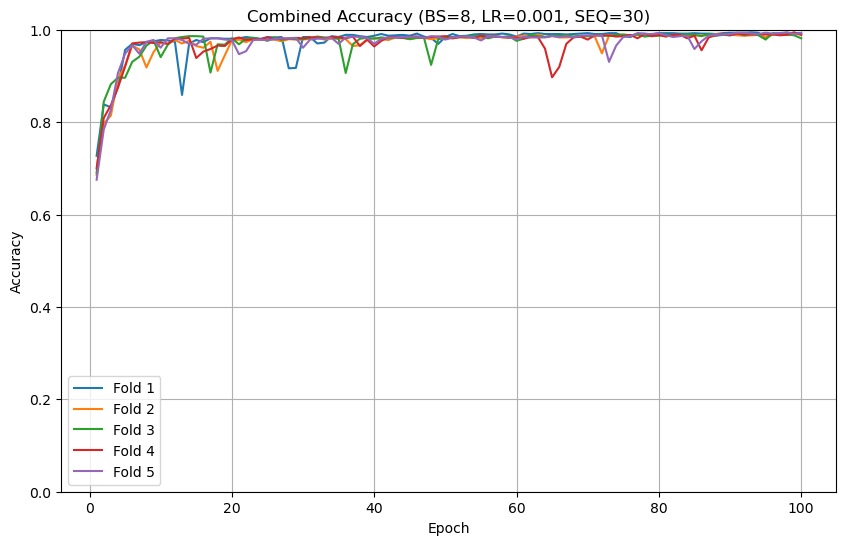 Combined Accuracy (BS=8, LR=0.001, SEQ=30)
Accuracy
1.0
0.8
0.6
0.4
0.2
0.0
Fold 1
Fold 2
Fold 3
Fold 4
Fold 5
0 20 40 60 80 100
Epoch